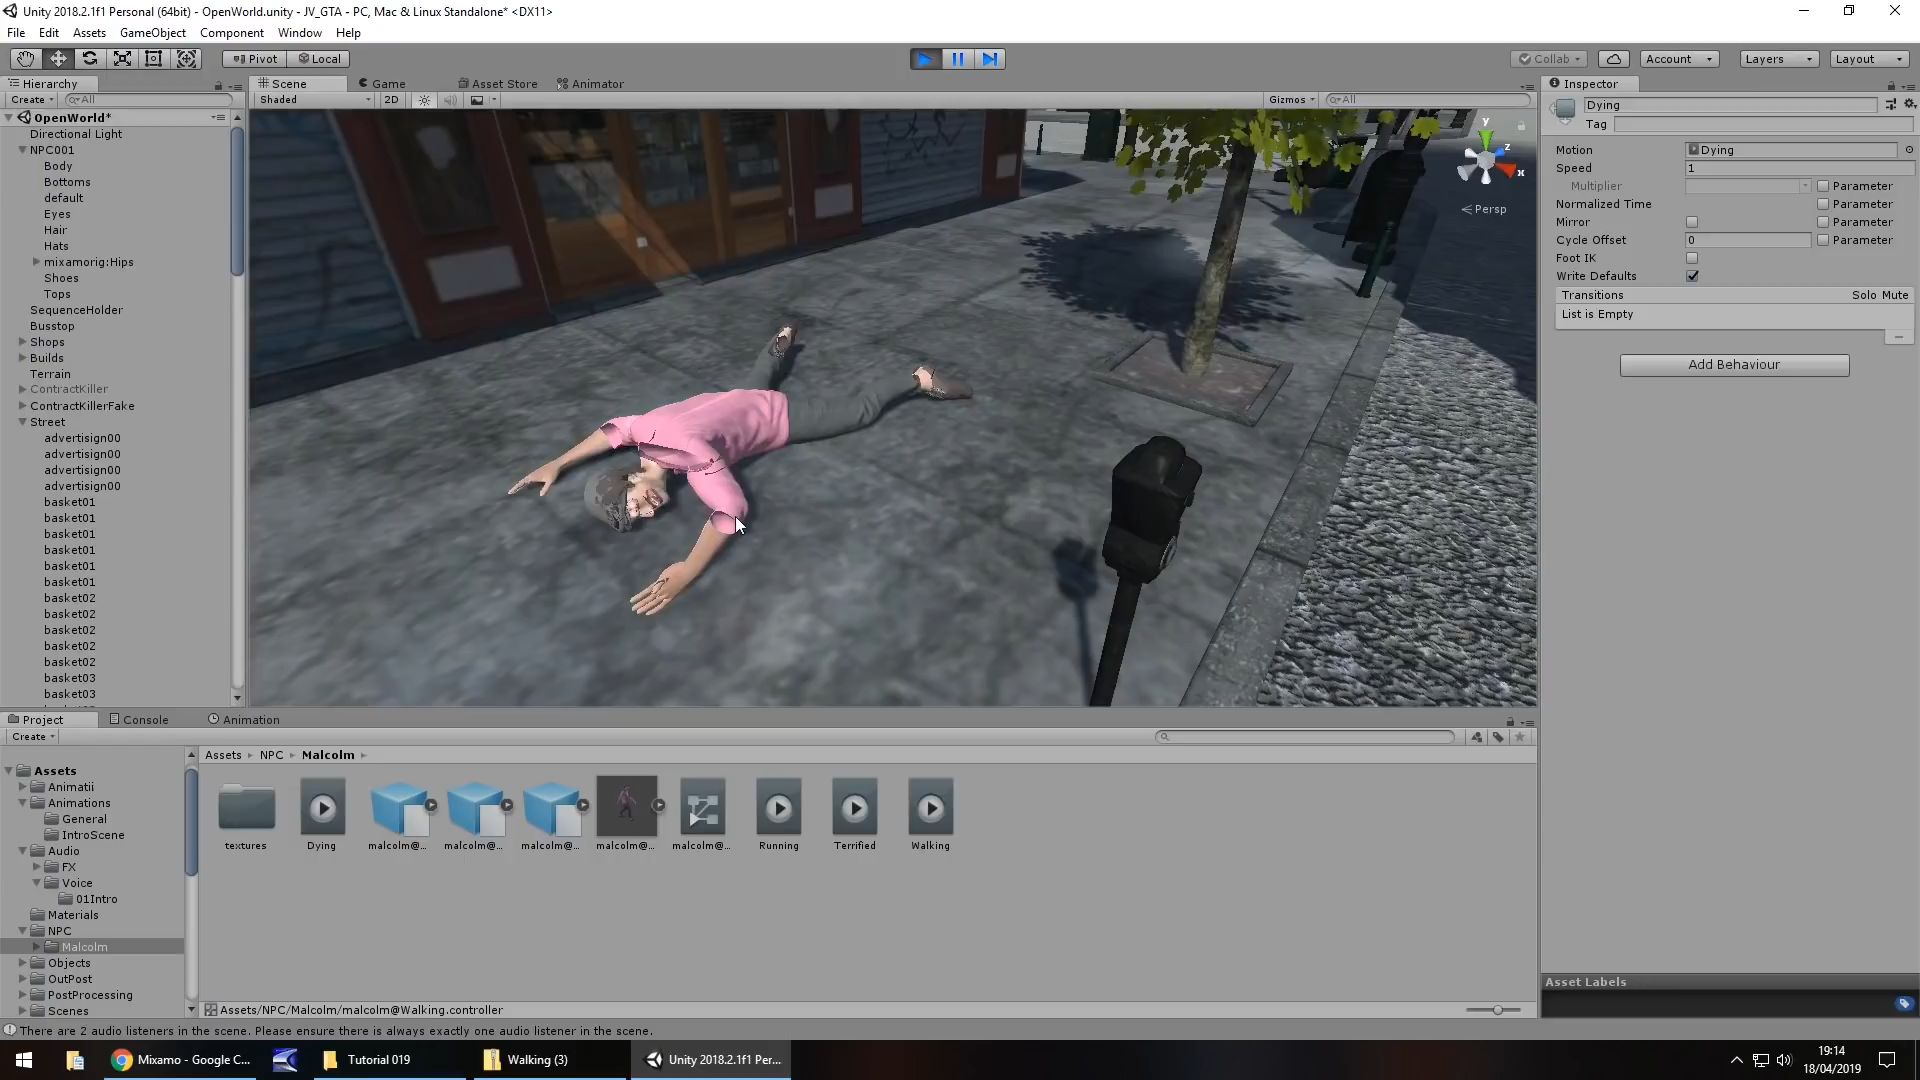 Unity 2018.2.1f1 Personal (64bit) - OpenWorld.unity - JV_GTA - PC, Mac & Linux Standalone* <DX11>
File Edit Assets GameObject Component Window Help
Pivot Local Collab Account Layers Layout
Hierarchy
Create All
OpenWorld*
Directional Light
NPC001
Body
Bottoms
default
Eyes
Hair
Hats
mixamorig:Hips
Shoes
Tops
SequenceHolder
Busstop
Shops
Builds
Terrain
ContractKiller
ContractKillerFake
Street
advertisign00
advertisign00
advertisign00
advertisign00
basket01
basket01
basket01
basket01
basket01
basket01
basket02
basket02
basket02
basket02
basket02
basket03
basket03
Scene Game Asset Store Animator
Shaded 2D Gizmos All
y
z
x
Persp
Inspector
Dying
Tag
Motion Dying
Speed 1
Multiplier Parameter
Normalized Time Parameter
Mirror Parameter
Cycle Offset 0 Parameter
Foot IK
Write Defaults
Transitions Solo Mute
List is Empty
Add Behaviour
Asset Labels
Project Console Animation
Create
Assets
Animatii
Animations
General
IntroScene
Audio
FX
Voice
01Intro
Materials
NPC
Malcolm
Objects
OutPost
PostProcessing
Scenes
Assets NPC Malcolm
textures Dying malcolm@... malcolm@... malcolm@... malcolm@... malcolm@... Running Terrified Walking
Assets/NPC/Malcolm/malcolm@Walking.controller
There are 2 audio listeners in the scene. Please ensure there is always exactly one audio listener in the scene.
Mixamo - Google C... Tutorial 019 Walking (3) Unity 2018.2.1f1 Per...
19:14
18/04/2019